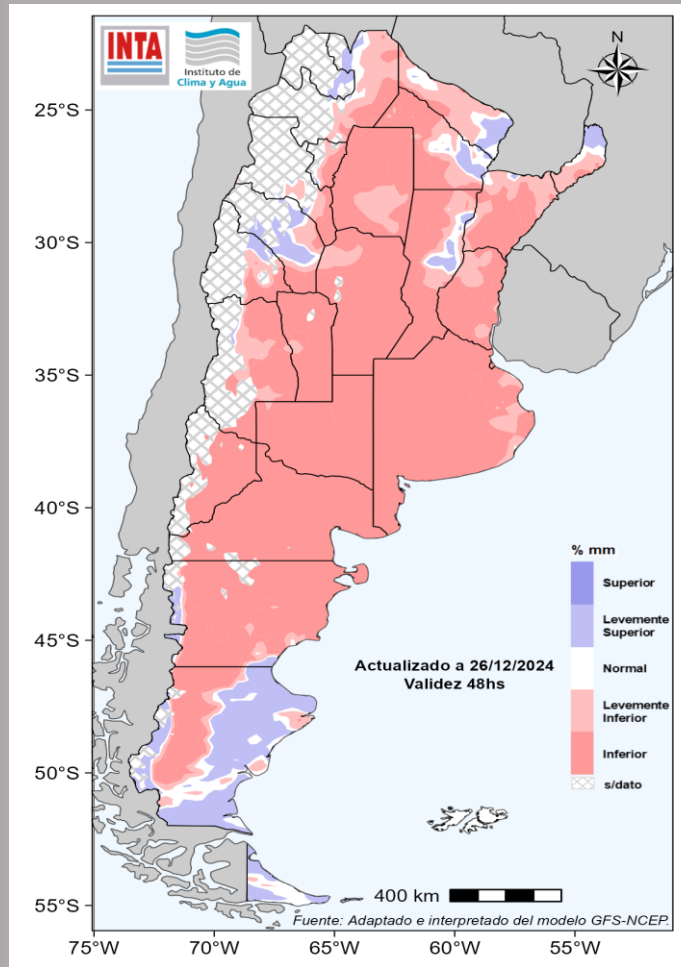 INTA
Instituto de
Clima y Agua
N
25°S
30°S
35°S
40°S
45°S
50°S
55°S
% mm
Superior
Levemente
Superior
Normal
Levemente
Inferior
Inferior
s/dato
Actualizado a 26/12/2024
Validez 48hs
400 km
Fuente: Adaptado e interpretado del modelo GFS-NCEP.
75°W
70°W
65°W
60°W
55°W